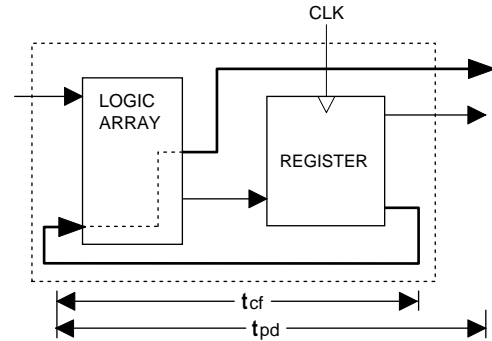 CLK
LOGIC
ARRAY
REGISTER
tcf
tpd